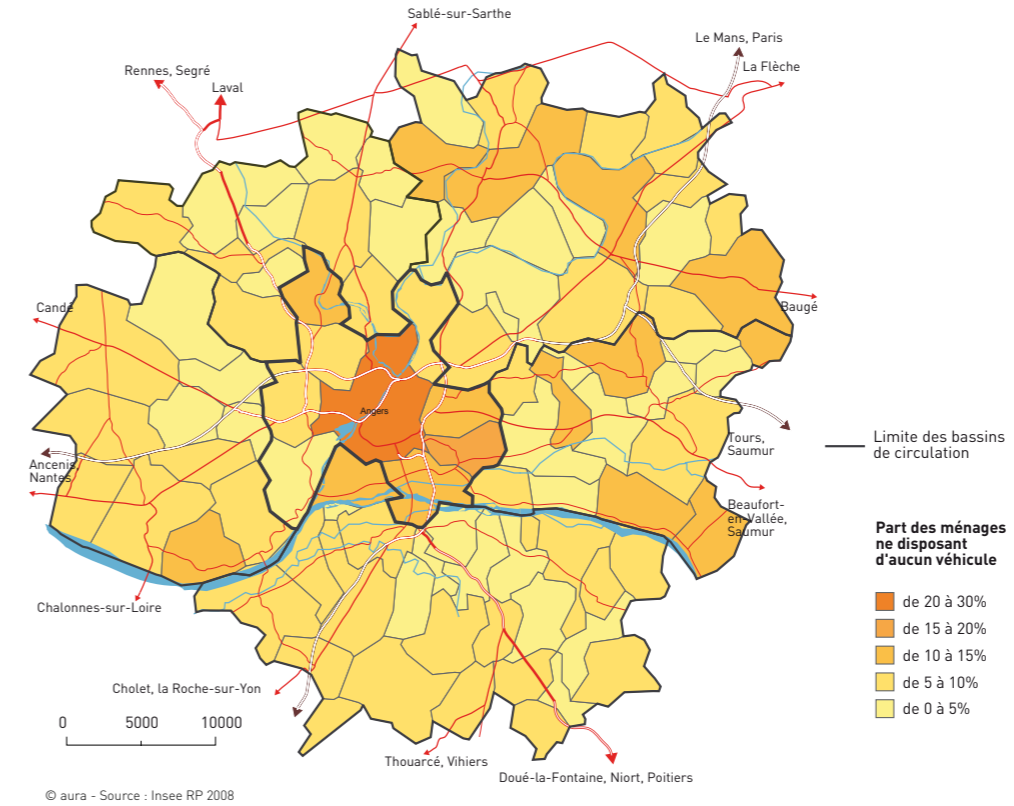 Sablé-sur-Sarthe
Le Mans, Paris
La Flèche
Rennes, Segré
Laval
Candé
Baugé
Angers
Ancenis,
Nantes
Tours,
Saumur
Beaufort-
en-Vallée,
Saumur
Chalonnes-sur-Loire
Cholet, la Roche-sur-Yon
Thouarcé, Vihiers
Doué-la-Fontaine, Niort, Poitiers
0 5000 10000
Limite des bassins
de circulation
Part des ménages
ne disposant
d'aucun véhicule
de 20 à 30%
de 15 à 20%
de 10 à 15%
de 5 à 10%
de 0 à 5%
© aura - Source : Insee RP 2008